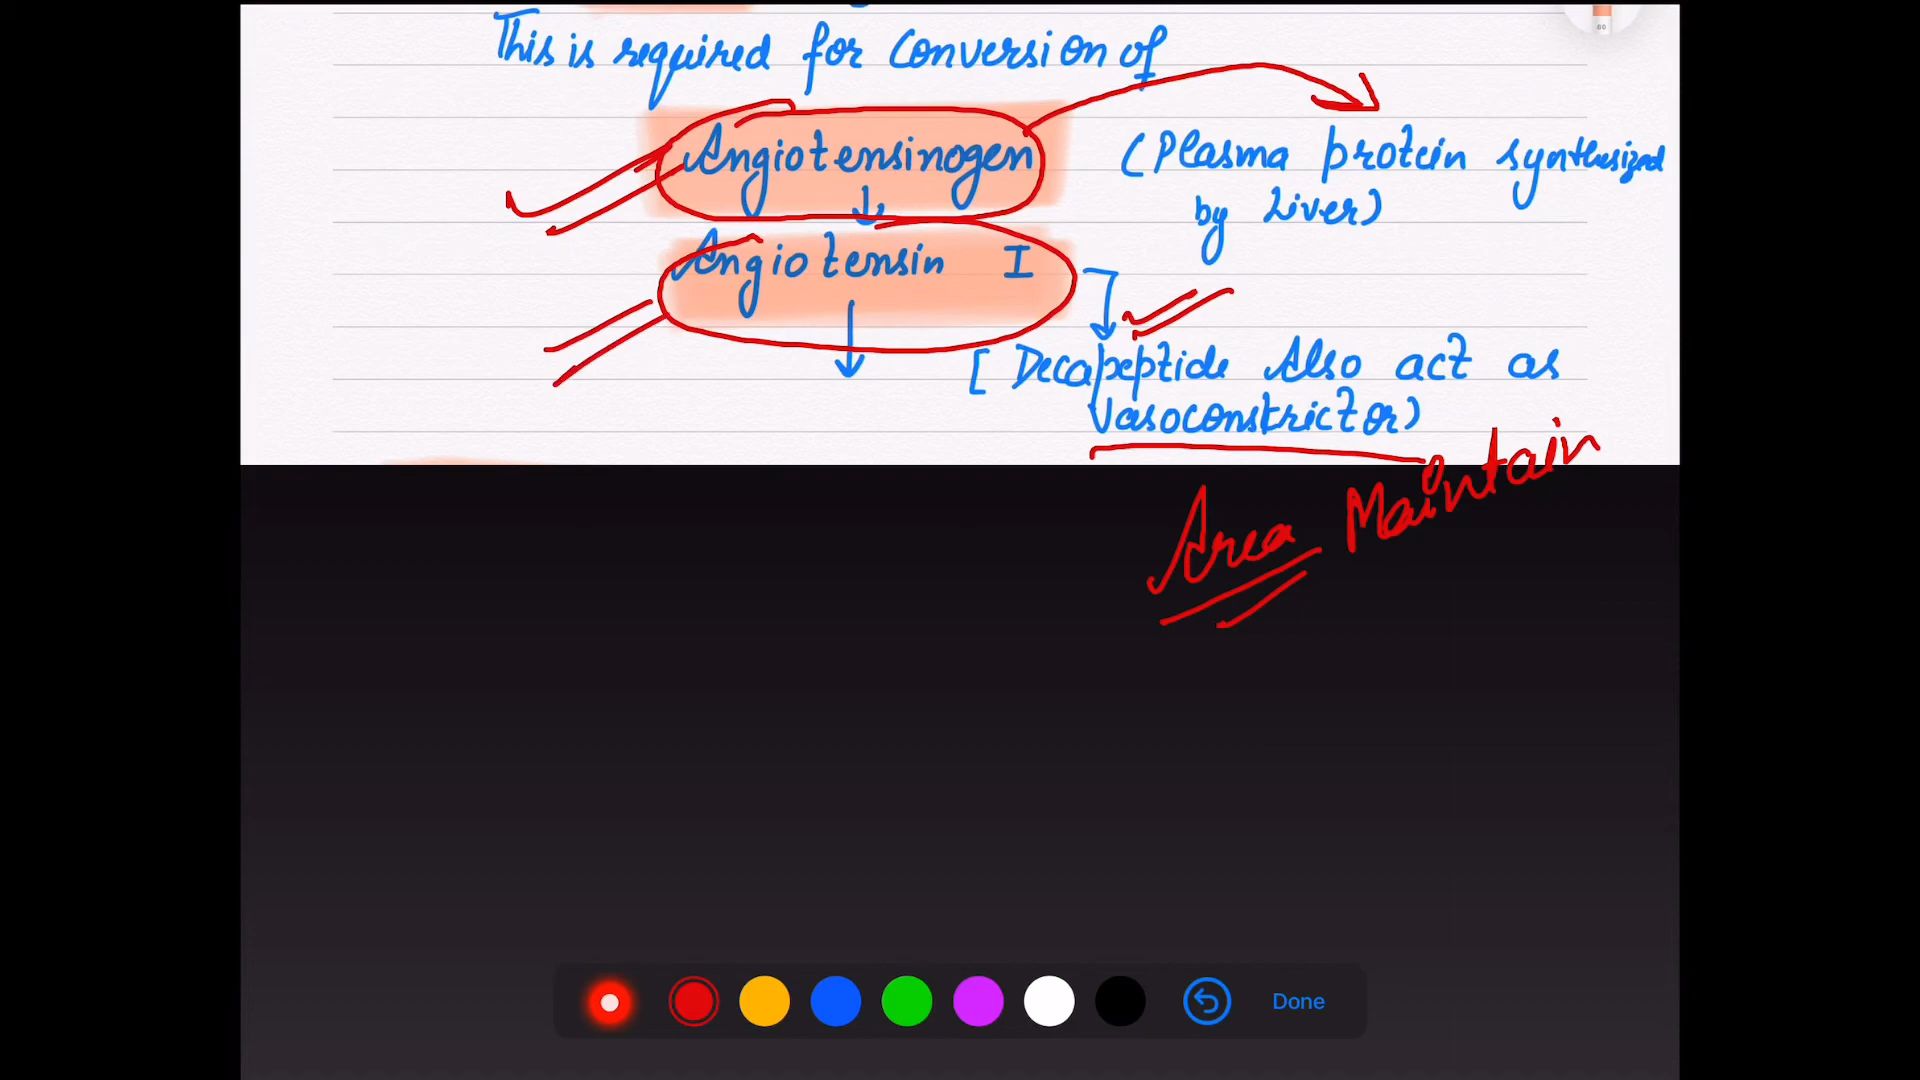 This is required for Conversion of
Angiotensinogen (Plasma protein synthesized
by Liver)
Angiotensin I
[Decapeptide Also act as
Vasoconstrictor)
Area Maintain
80
Done